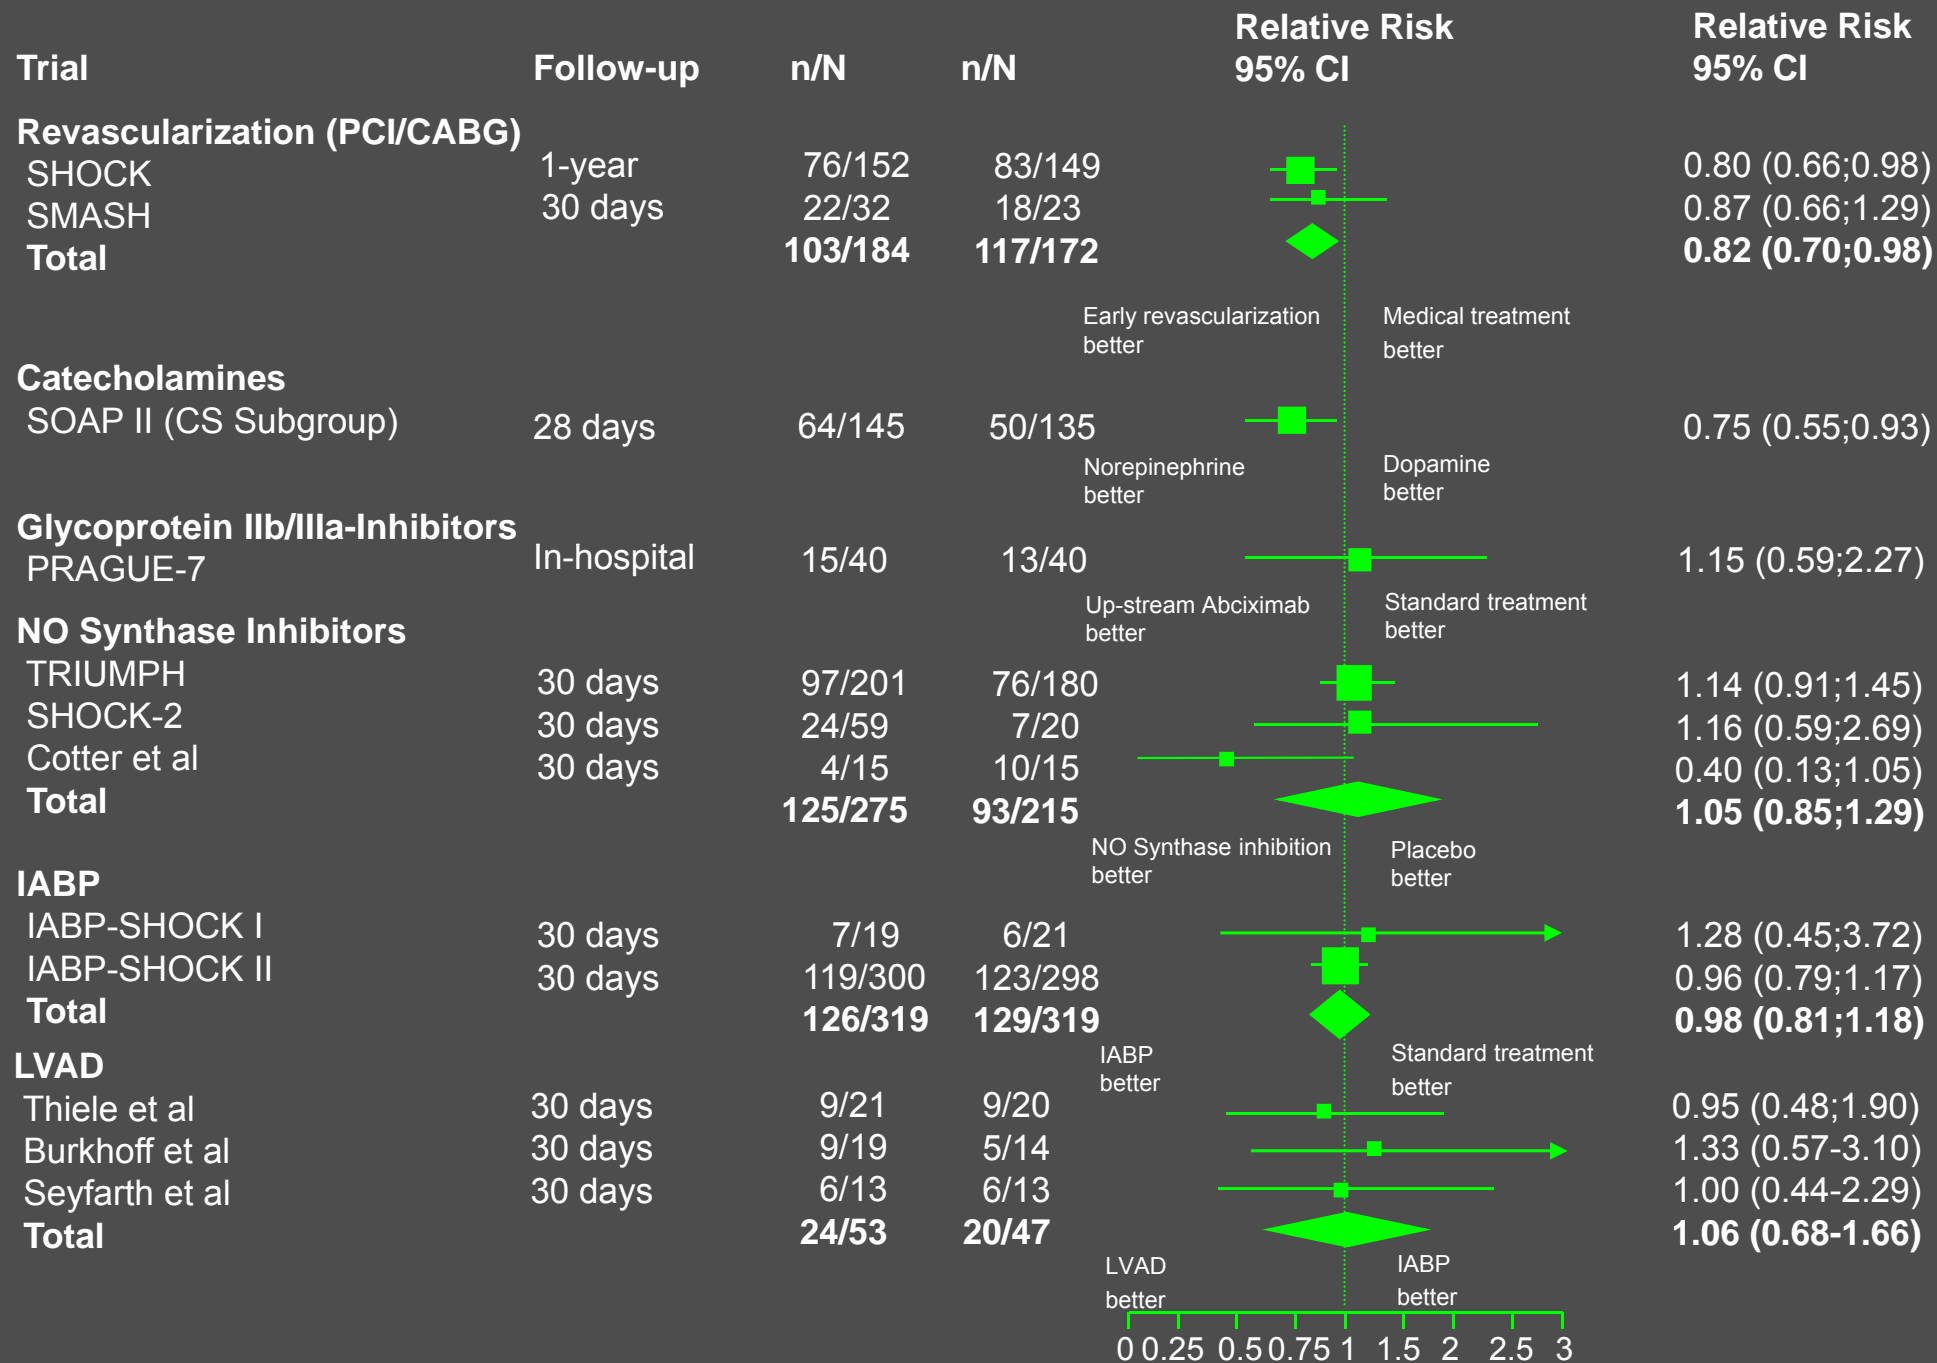 Trial Follow-up n/N n/N Relative Risk 95% CI Relative Risk 95% CI
Revascularization (PCI/CABG)
SHOCK 1-year 76/152 83/149 0.80 (0.66;0.98)
SMASH 30 days 22/32 18/23 0.87 (0.66;1.29)
Total 103/184 117/172 0.82 (0.70;0.98)
Early revascularization better Medical treatment better
Catecholamines
SOAP II (CS Subgroup) 28 days 64/145 50/135 0.75 (0.55;0.93)
Norepinephrine better Dopamine better
Glycoprotein IIb/IIIa-Inhibitors
PRAGUE-7 In-hospital 15/40 13/40 1.15 (0.59;2.27)
Up-stream Abciximab better Standard treatment better
NO Synthase Inhibitors
TRIUMPH 30 days 97/201 76/180 1.14 (0.91;1.45)
SHOCK-2 30 days 24/59 7/20 1.16 (0.59;2.69)
Cotter et al 30 days 4/15 10/15 0.40 (0.13;1.05)
Total 125/275 93/215 1.05 (0.85;1.29)
NO Synthase inhibition better Placebo better
IABP
IABP-SHOCK I 30 days 7/19 6/21 1.28 (0.45;3.72)
IABP-SHOCK II 30 days 119/300 123/298 0.96 (0.79;1.17)
Total 126/319 129/319 0.98 (0.81;1.18)
IABP better Standard treatment better
LVAD
Thiele et al 30 days 9/21 9/20 0.95 (0.48;1.90)
Burkhoff et al 30 days 9/19 5/14 1.33 (0.57-3.10)
Seyfarth et al 30 days 6/13 6/13 1.00 (0.44-2.29)
Total 24/53 20/47 1.06 (0.68-1.66)
LVAD better IABP better
0 0.25 0.5 0.75 1 1.5 2 2.5 3